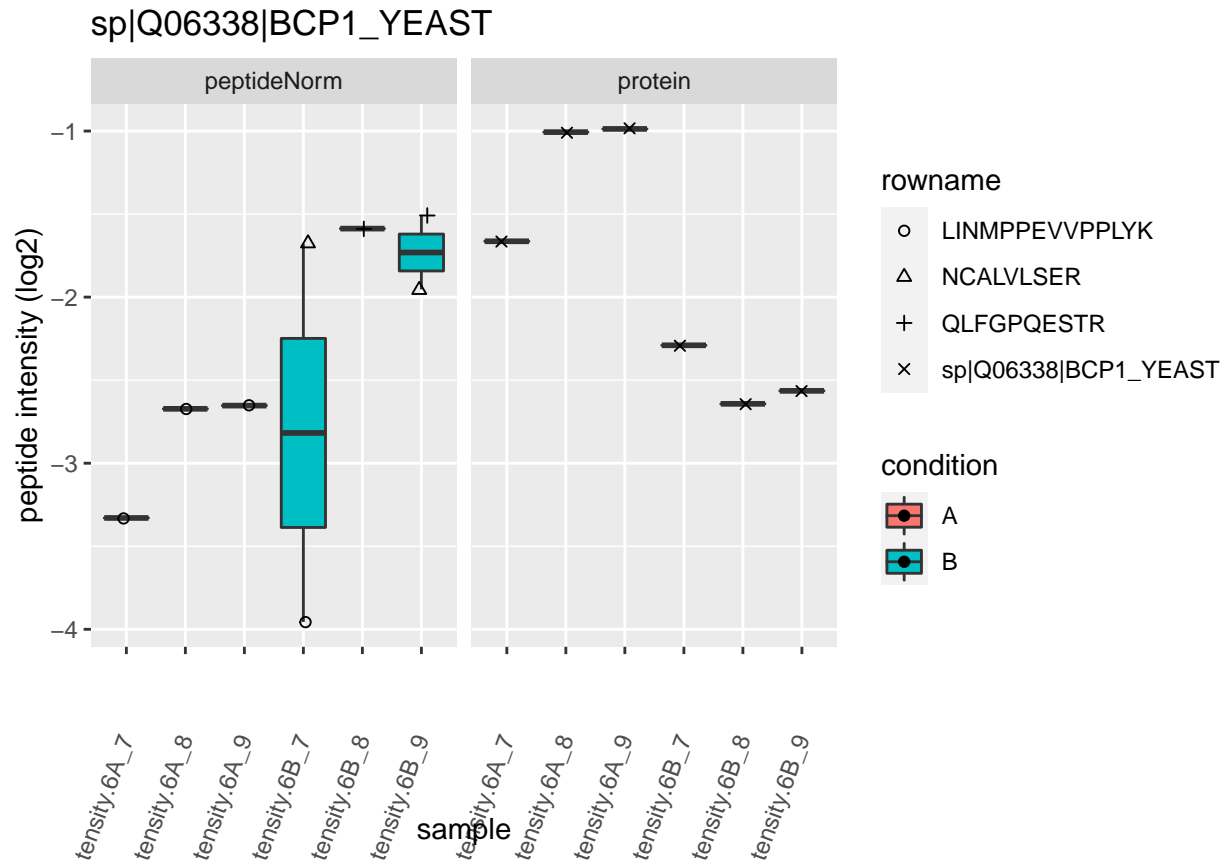 sp|Q06338|BCP1_YEAST
peptideNorm
protein
peptide intensity (log2)
−1
−2
−3
−4
tensity.6A_7
tensity.6A_8
tensity.6A_9
tensity.6B_7
tensity.6B_8
tensity.6B_9
tensity.6A_7
tensity.6A_8
tensity.6A_9
tensity.6B_7
tensity.6B_8
tensity.6B_9
sample
rowname
LINMPPEVVPPLYK
NCALVLSER
QLFGPQESTR
sp|Q06338|BCP1_YEAST
condition
A
B